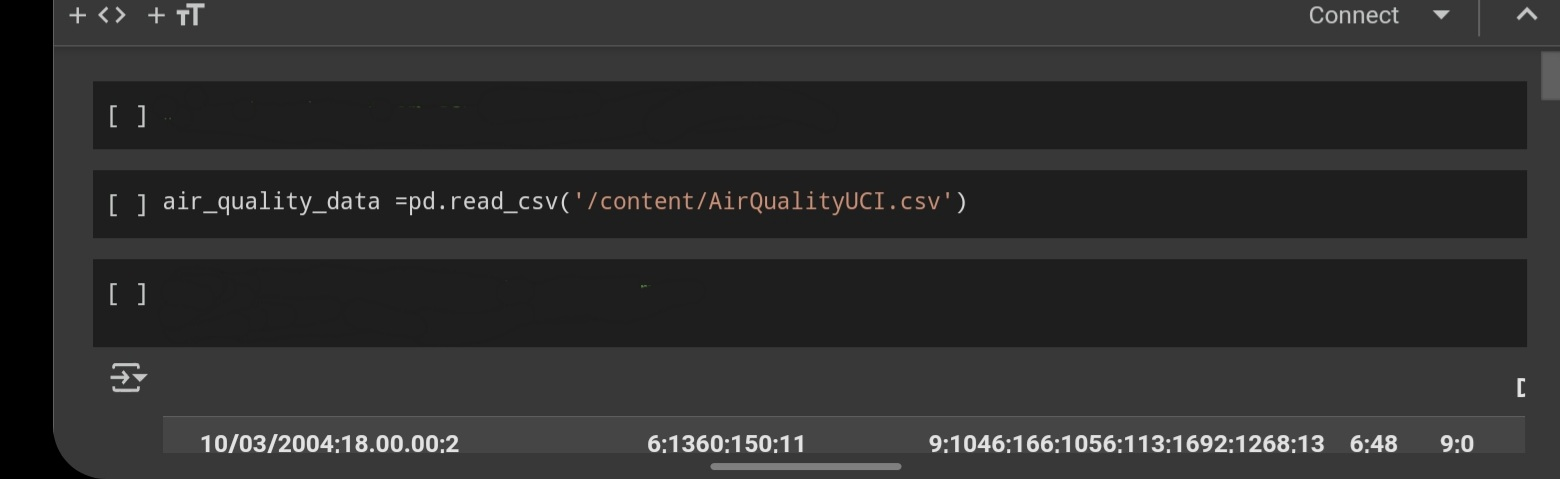 + <> + TT Connect
[ ]
[ ] air_quality_data =pd.read_csv('/content/AirQualityUCI.csv')
[ ]
10/03/2004;18.00.00;2 6;1360;150;11 9;1046;166;1056;113;1692;1268;13 6;48 9;0